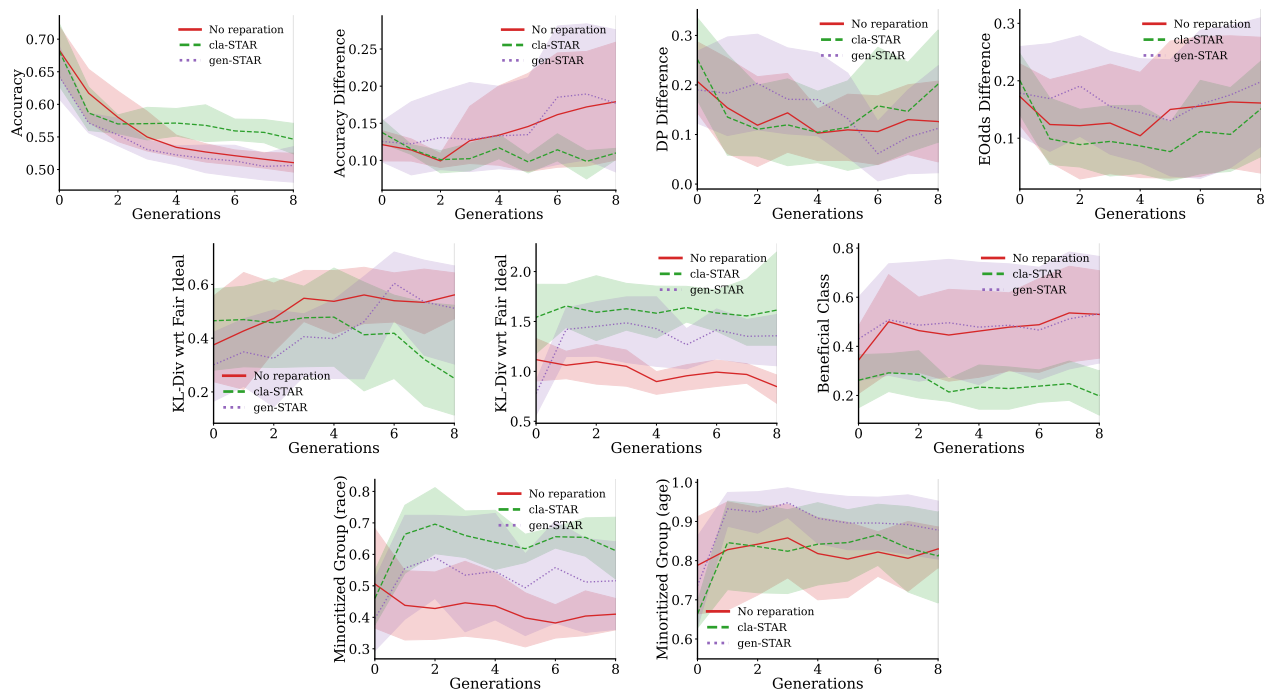 No reparation
cla-STAR
gen-STAR
0.70
0.65
0.60
0.55
0.50
Accuracy
0 2 4 6 8
Generations
No reparation
cla-STAR
gen-STAR
0.25
0.20
0.15
0.10
Accuracy Difference
0 2 4 6 8
Generations
No reparation
cla-STAR
gen-STAR
0.3
0.2
0.1
0.0
DP Difference
0 2 4 6 8
Generations
No reparation
cla-STAR
gen-STAR
0.3
0.2
0.1
EOdds Difference
0 2 4 6 8
Generations
0.6
0.4
0.2
KL-Div wrt Fair Ideal
No reparation
cla-STAR
gen-STAR
0 2 4 6 8
Generations
No reparation
cla-STAR
gen-STAR
2.0
1.5
1.0
0.5
KL-Div wrt Fair Ideal
0 2 4 6 8
Generations
No reparation
cla-STAR
gen-STAR
0.8
0.6
0.4
0.2
Beneficial Class
0 2 4 6 8
Generations
No reparation
cla-STAR
gen-STAR
0.8
0.7
0.6
0.5
0.4
0.3
Minoritized Group (race)
0 2 4 6 8
Generations
1.0
0.9
0.8
0.7
0.6
Minoritized Group (age)
No reparation
cla-STAR
gen-STAR
0 2 4 6 8
Generations